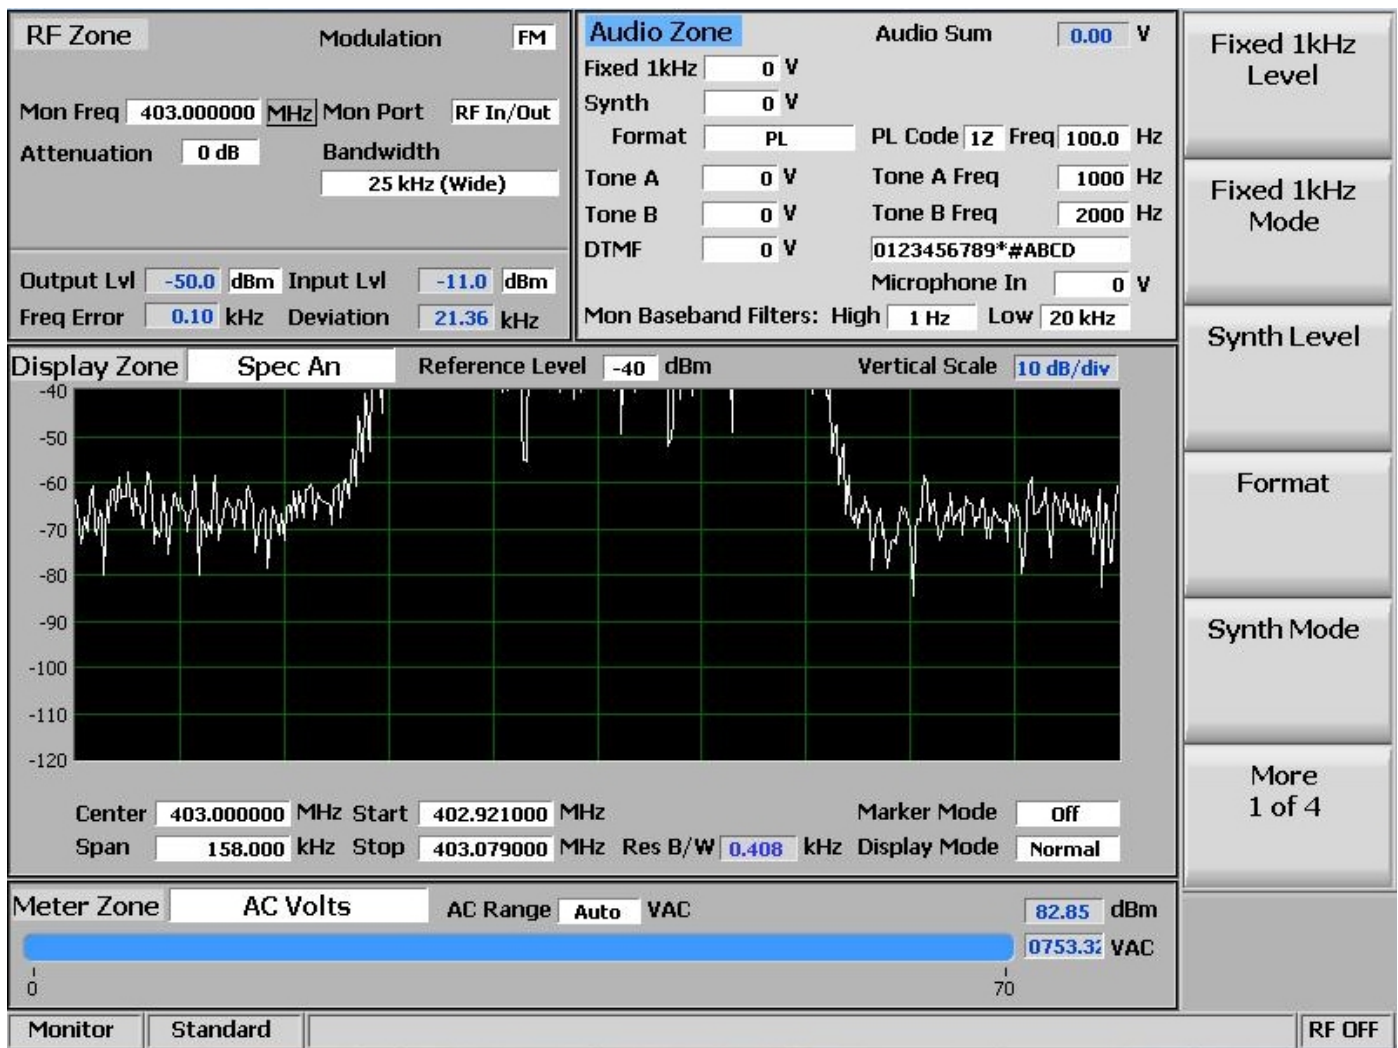 RF Zone Modulation FM
Mon Freq 403.000000 MHz Mon Port RF In/Out
Attenuation 0 dB Bandwidth
25 kHz (Wide)
Output Lvl -50.0 dBm Input Lvl -11.0 dBm
Freq Error 0.10 kHz Deviation 21.36 kHz
Audio Zone Audio Sum 0.00 V
Fixed 1kHz 0 V
Synth 0 V
Format PL PL Code 1Z Freq 100.0 Hz
Tone A 0 V Tone A Freq 1000 Hz
Tone B 0 V Tone B Freq 2000 Hz
DTMF 0 V 0123456789*#ABCD
Microphone In 0 V
Mon Baseband Filters: High 1 Hz Low 20 kHz
Display Zone Spec An Reference Level -40 dBm Vertical Scale 10 dB/div
-40
-50
-60
-70
-80
-90
-100
-110
-120
Center 403.000000 MHz Start 402.921000 MHz Marker Mode Off
Span 158.000 kHz Stop 403.079000 MHz Res B/W 0.408 kHz Display Mode Normal
Meter Zone AC Volts AC Range Auto VAC 82.85 dBm
0753.32 VAC
0 70
Monitor Standard RF OFF
Fixed 1kHz
Level
Fixed 1kHz
Mode
Synth Level
Format
Synth Mode
More
1 of 4